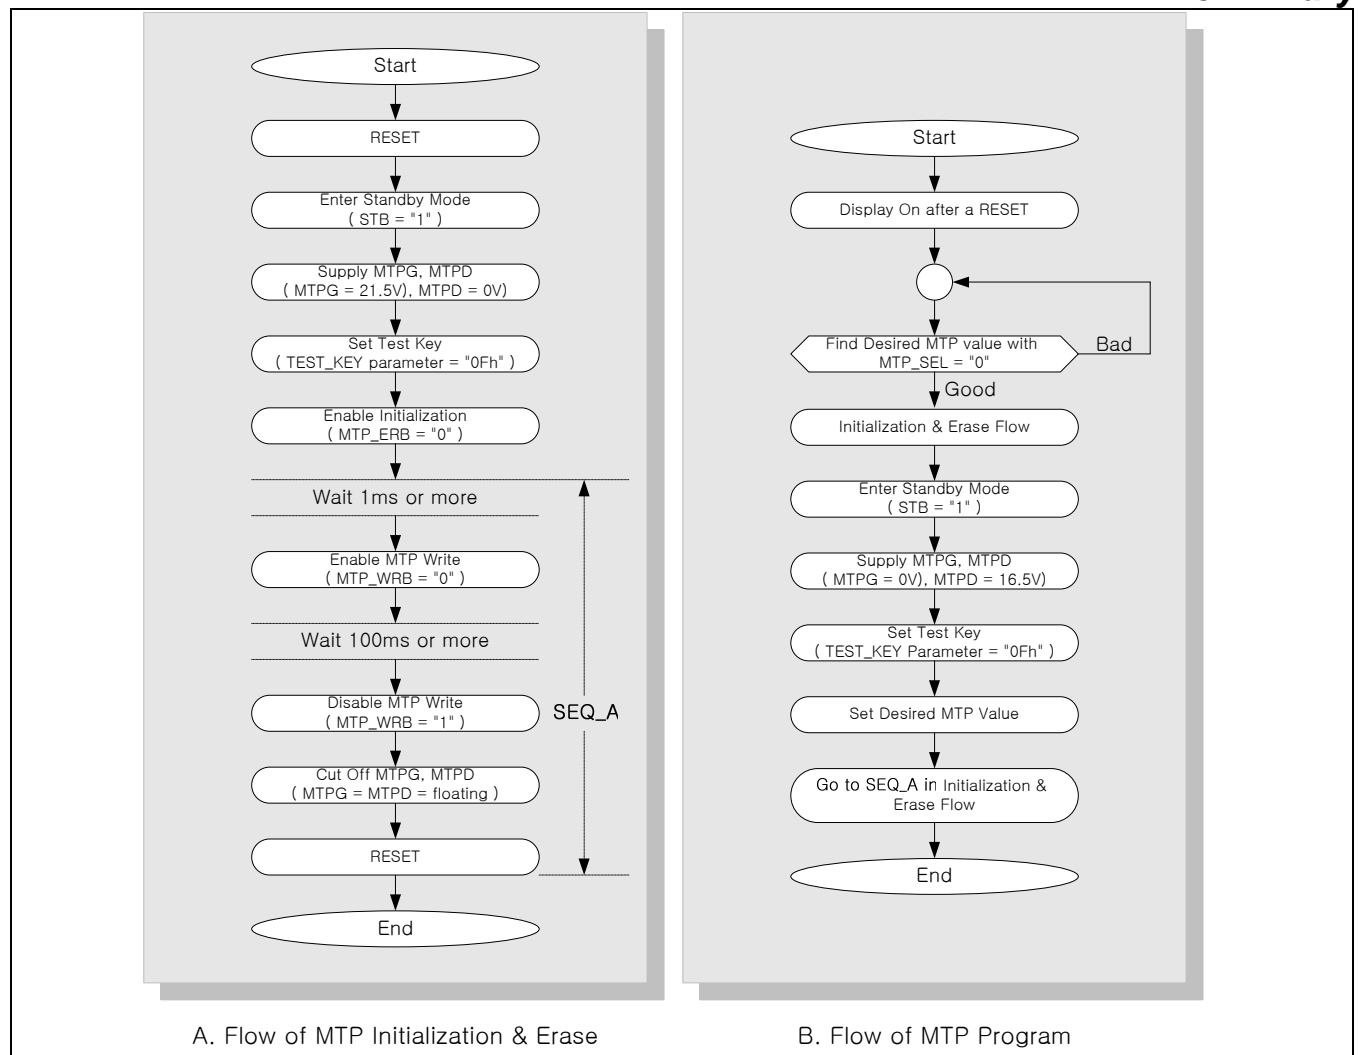 Start
RESET
Enter Standby Mode
( STB = "1" )
Supply MTPG, MTPD
( MTPG = 21.5V), MTPD = 0V)
Set Test Key
( TEST_KEY parameter = "0Fh" )
Enable Initialization
( MTP_ERB = "0" )
Wait 1ms or more
Enable MTP Write
( MTP_WRB = "0" )
Wait 100ms or more
Disable MTP Write
( MTP_WRB = "1" )
SEQ_A
Cut Off MTPG, MTPD
( MTPG = MTPD = floating )
RESET
End
A. Flow of MTP Initialization & Erase
Start
Display On after a RESET
Find Desired MTP value with
MTP_SEL = "0"
Bad
Good
Initialization & Erase Flow
Enter Standby Mode
( STB = "1" )
Supply MTPG, MTPD
( MTPG = 0V), MTPD = 16.5V)
Set Test Key
( TEST_KEY Parameter = "0Fh" )
Set Desired MTP Value
Go to SEQ_A in Initialization &
Erase Flow
End
B. Flow of MTP Program